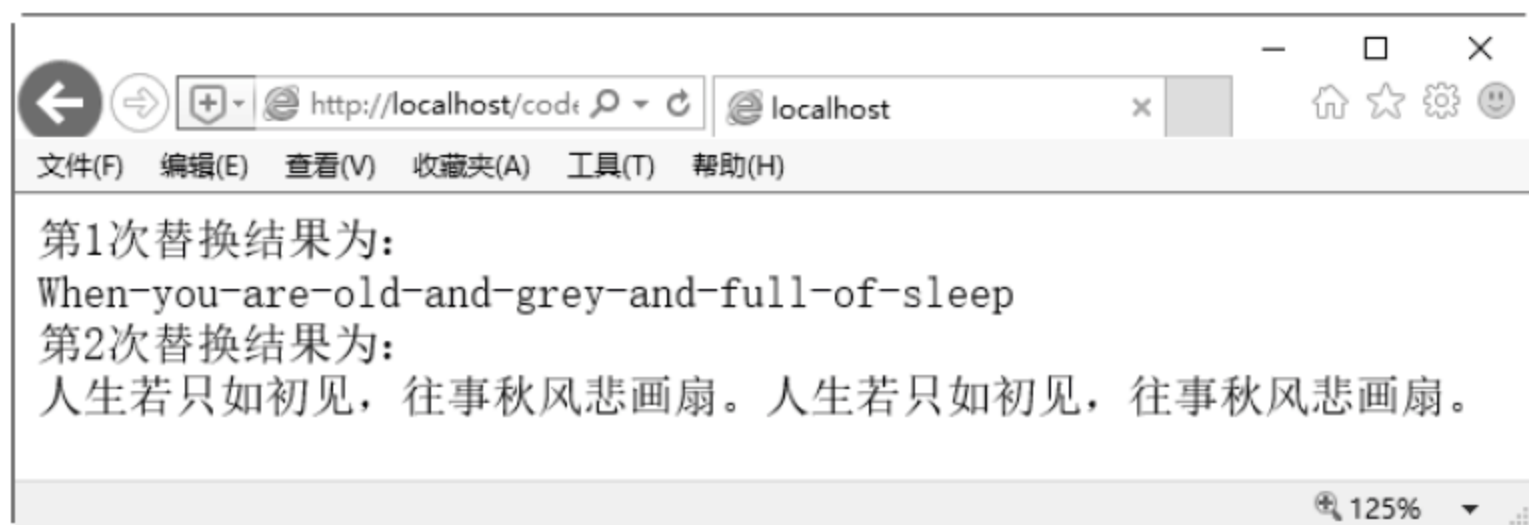 http://localhost/code
localhost
文件(F) 编辑(E) 查看(V) 收藏夹(A) 工具(T) 帮助(H)
第1次替换结果为：
When-you-are-old-and-grey-and-full-of-sleep
第2次替换结果为：
人生若只如初见，往事秋风悲画扇。人生若只如初见，往事秋风悲画扇。
125%